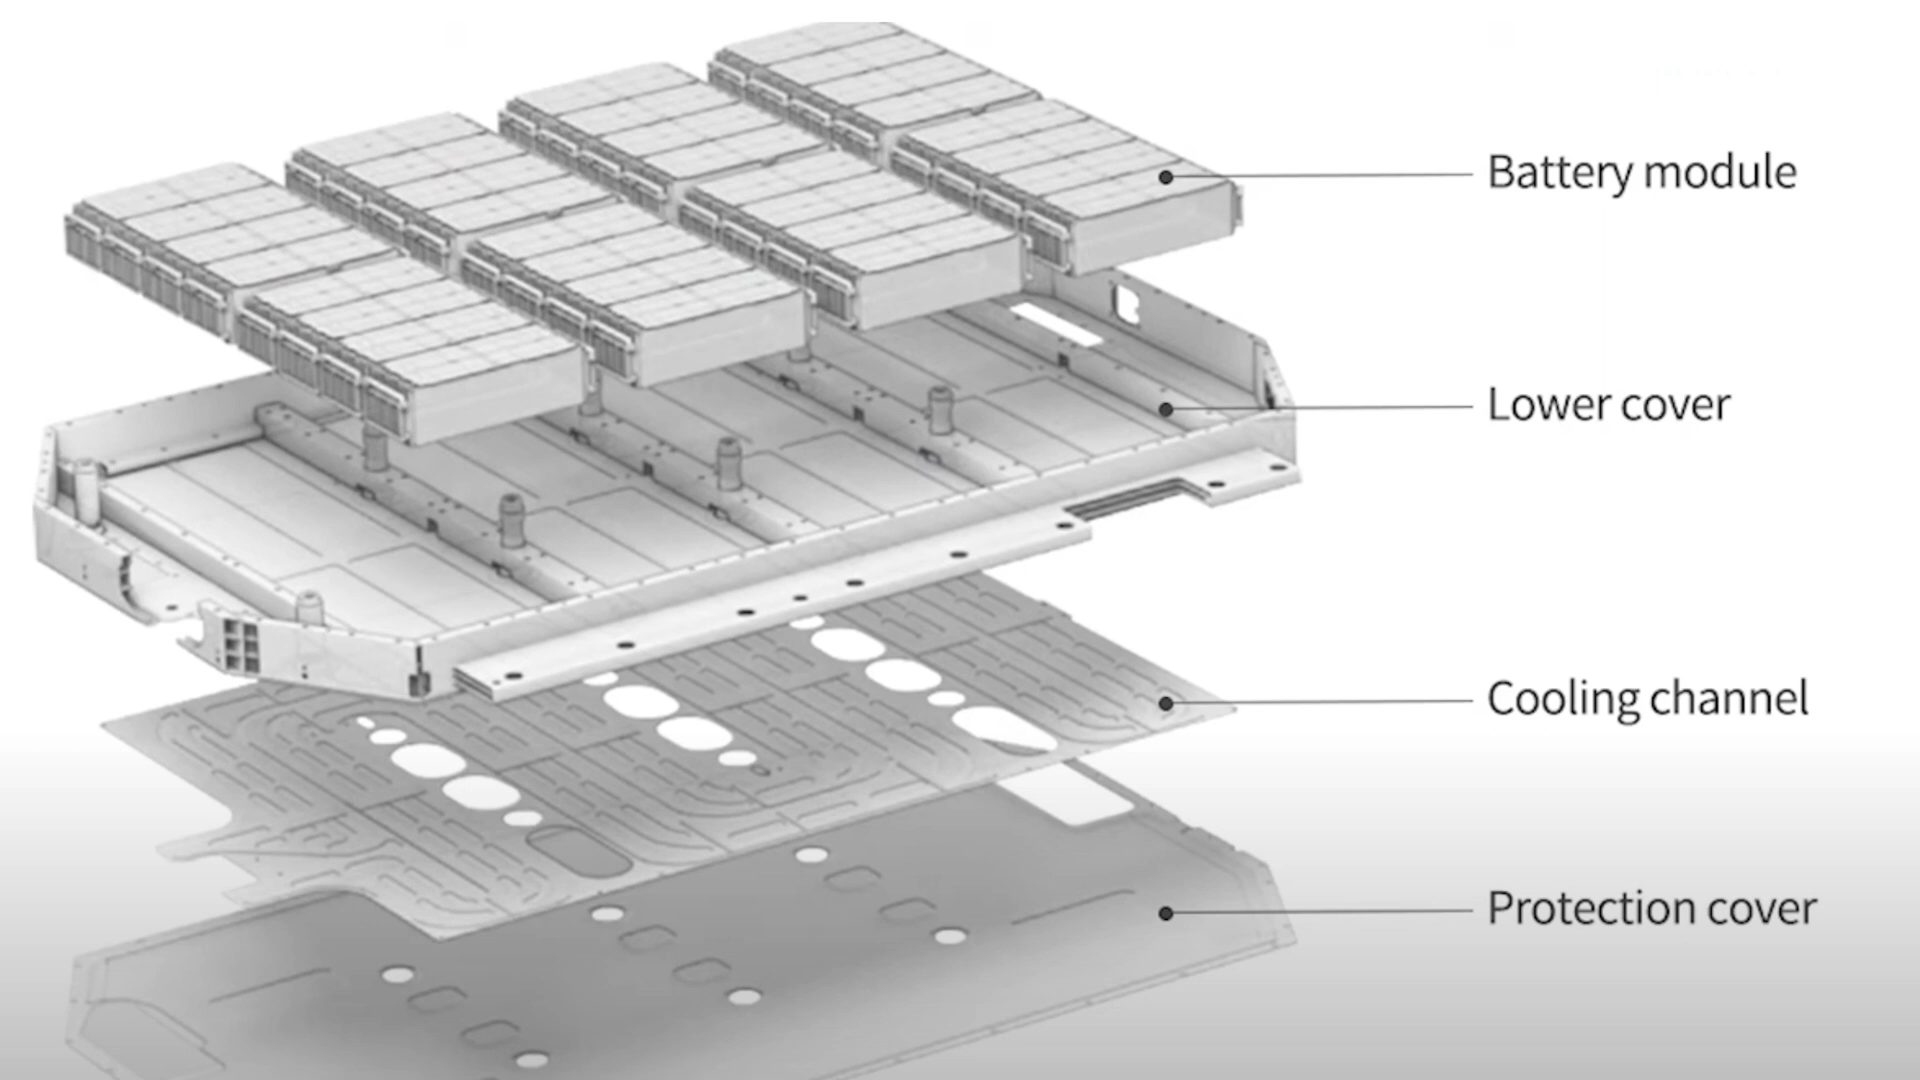 Battery module
Lower cover
Cooling channel
Protection cover